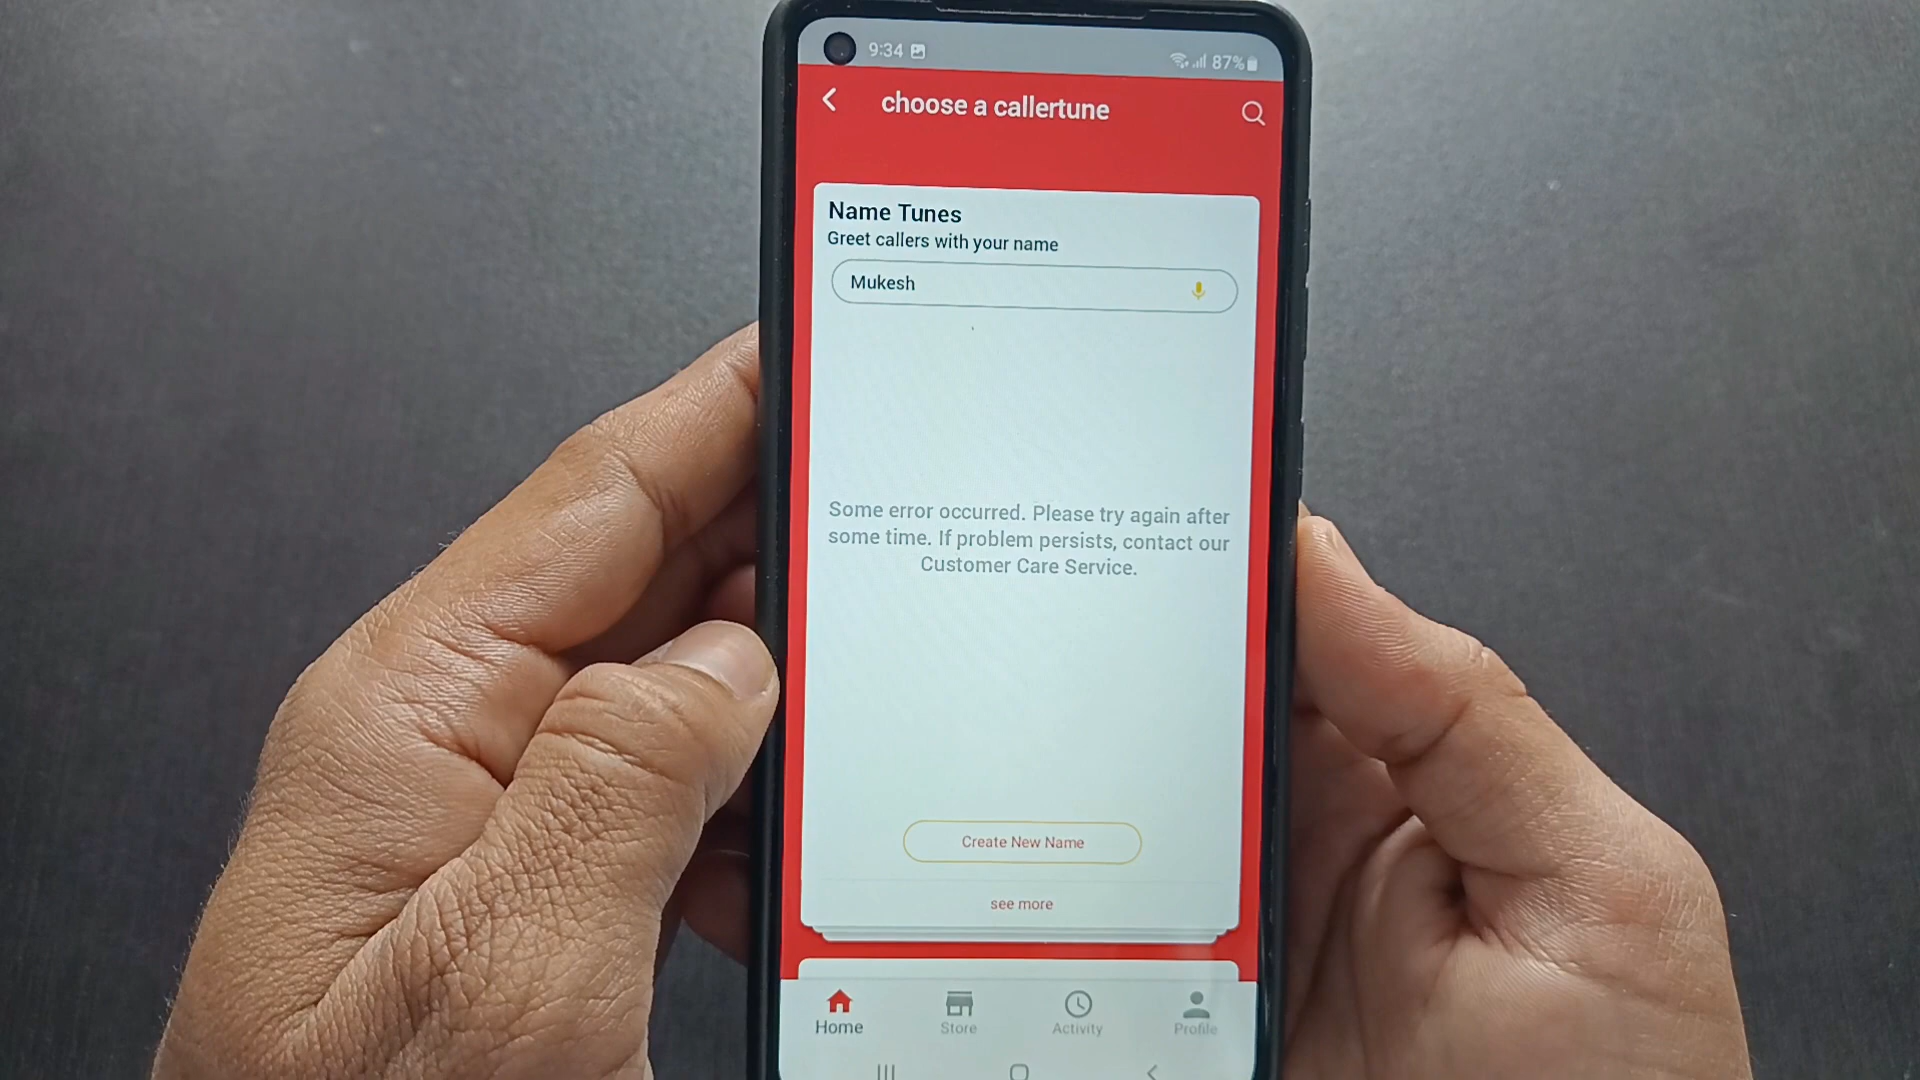 9:34
87%
choose a callertune
Name Tunes
Greet callers with your name
Mukesh
Some error occurred. Please try again after
some time. If problem persists, contact our
Customer Care Service.
Create New Name
see more
Home
Store
Activity
Profile